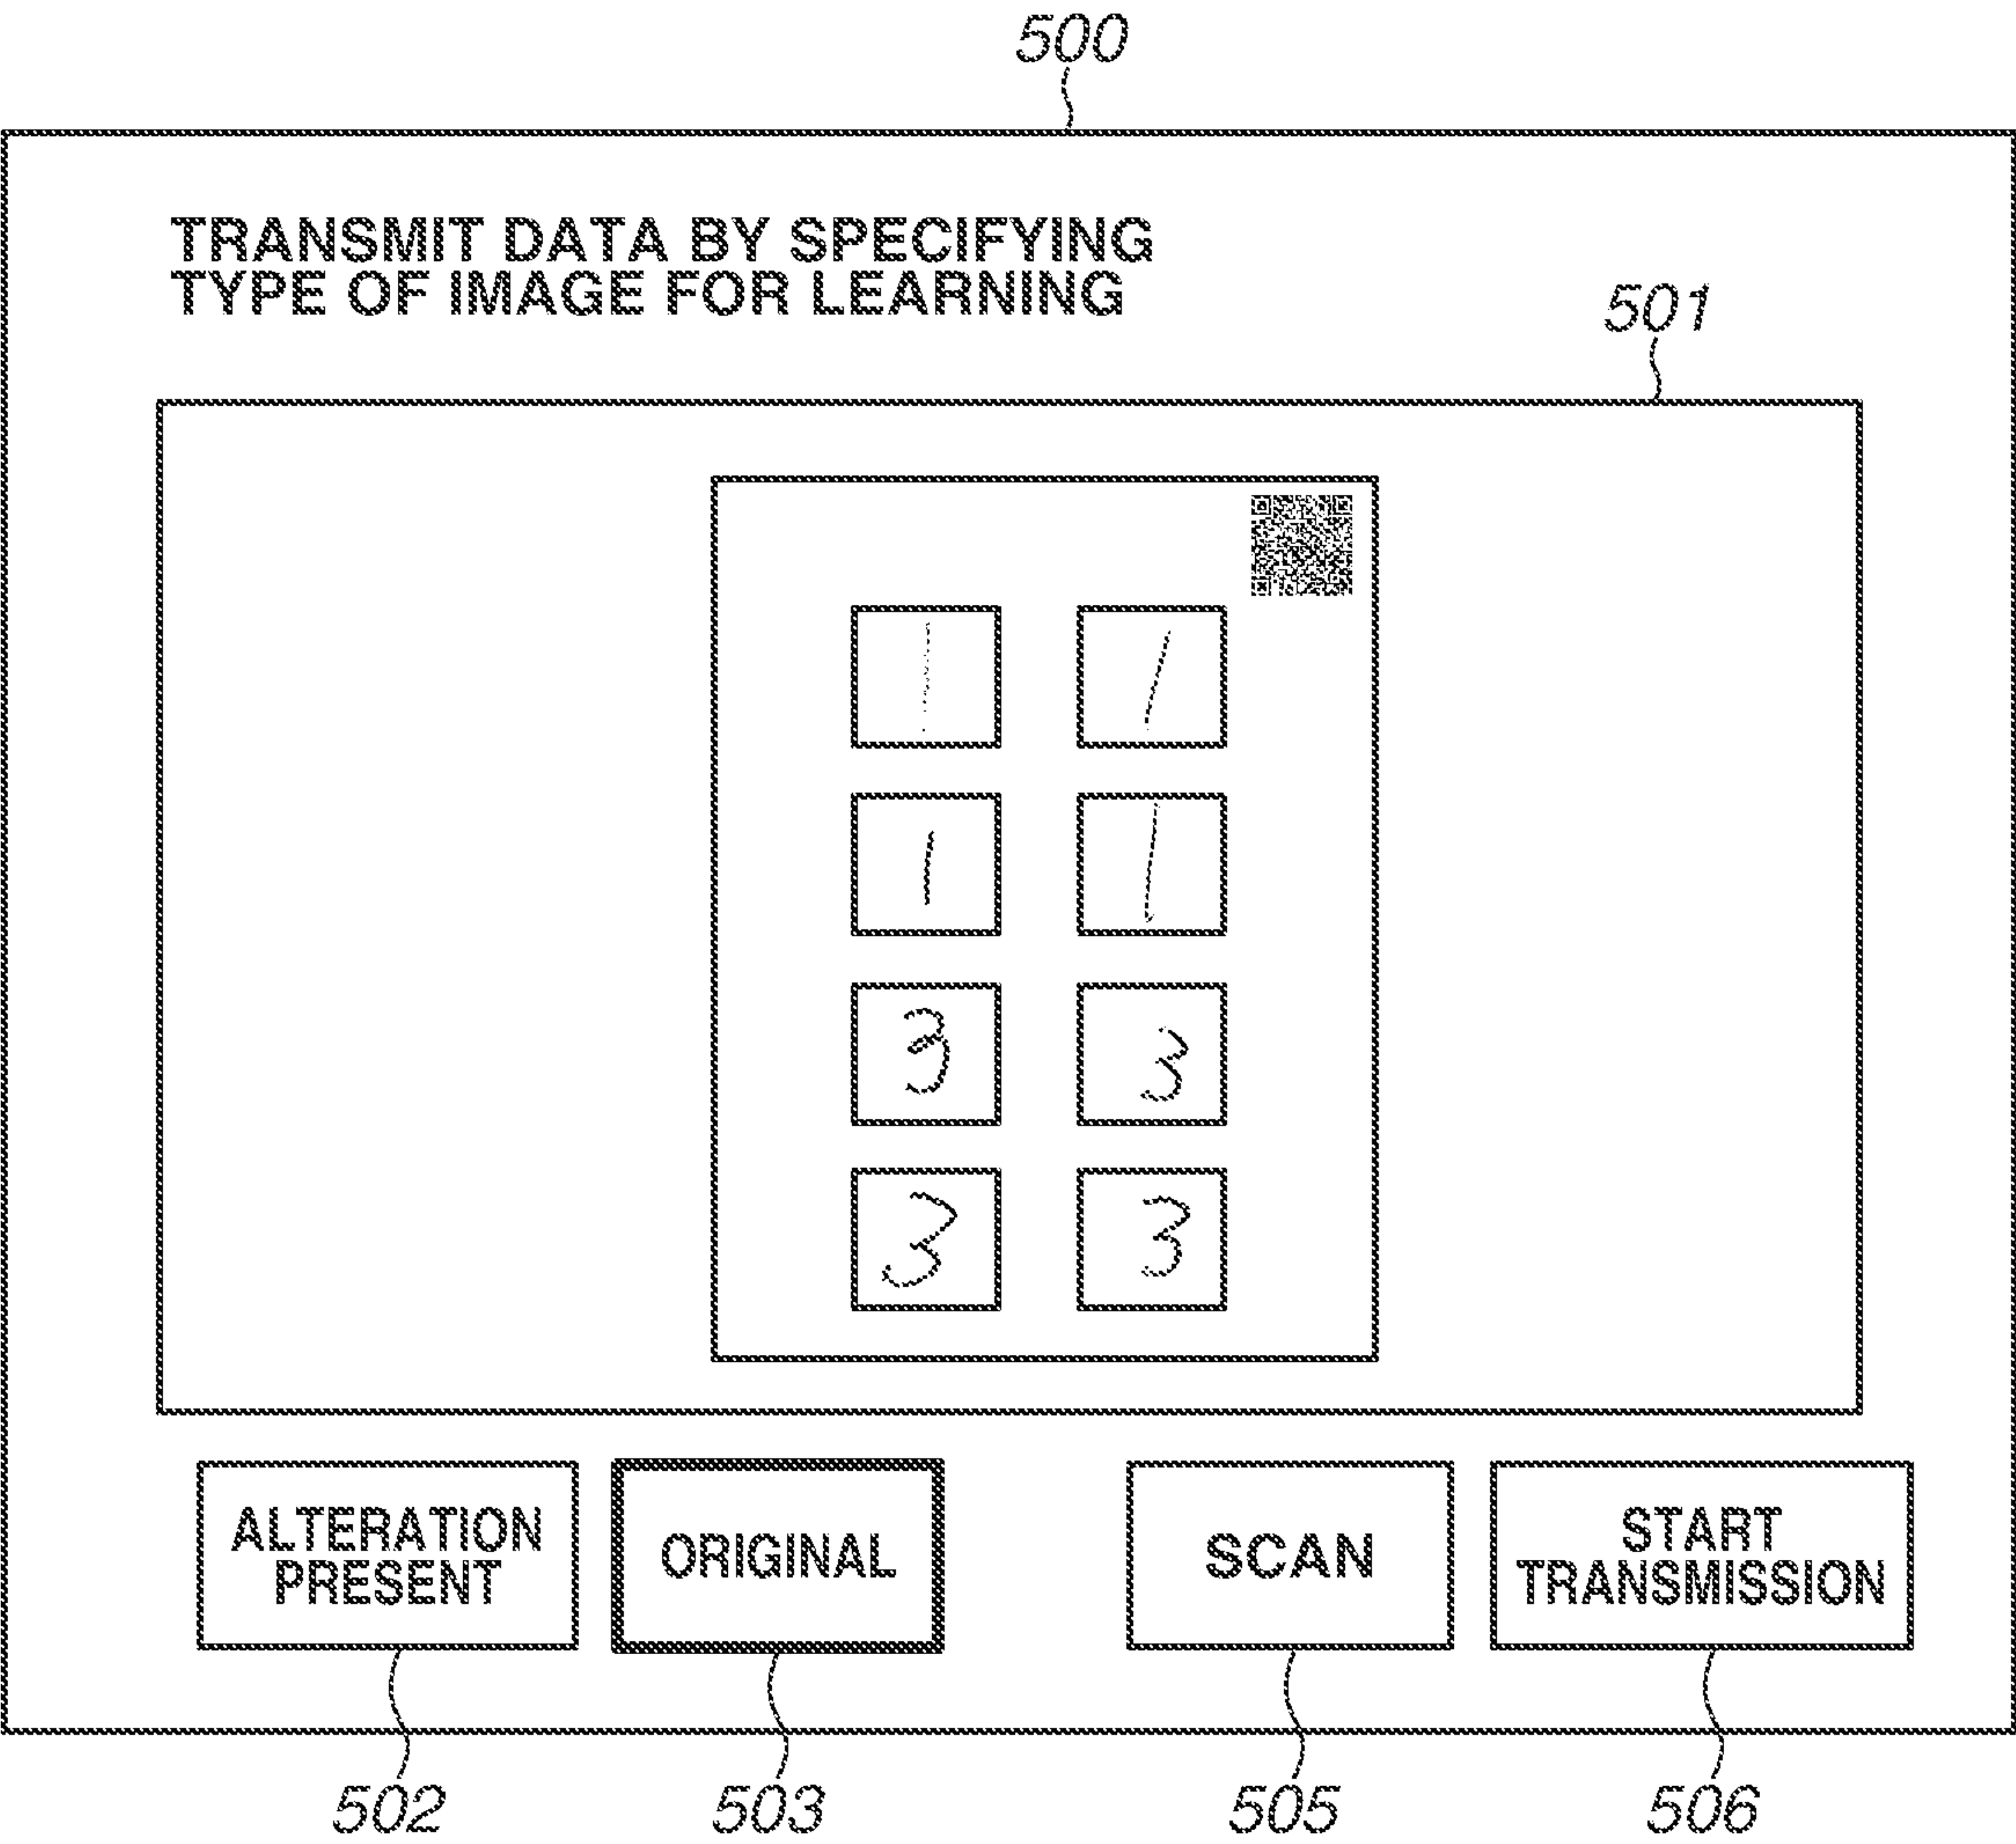 500
TRANSMIT DATA BY SPECIFYING
TYPE OF IMAGE FOR LEARNING
501
1 1
1 1
3 3
3 3
ALTERATION
PRESENT
ORIGINAL
SCAN
START
TRANSMISSION
502 503 505 506